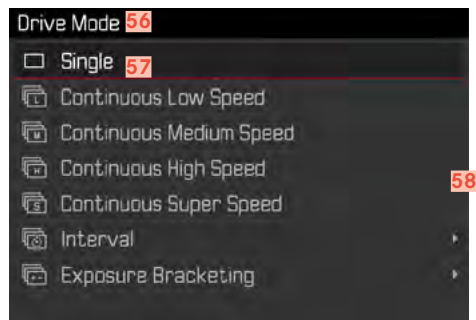 Drive Mode 56
Single 57
Continuous Low Speed
Continuous Medium Speed
Continuous High Speed
58
Continuous Super Speed
Interval
Exposure Bracketing